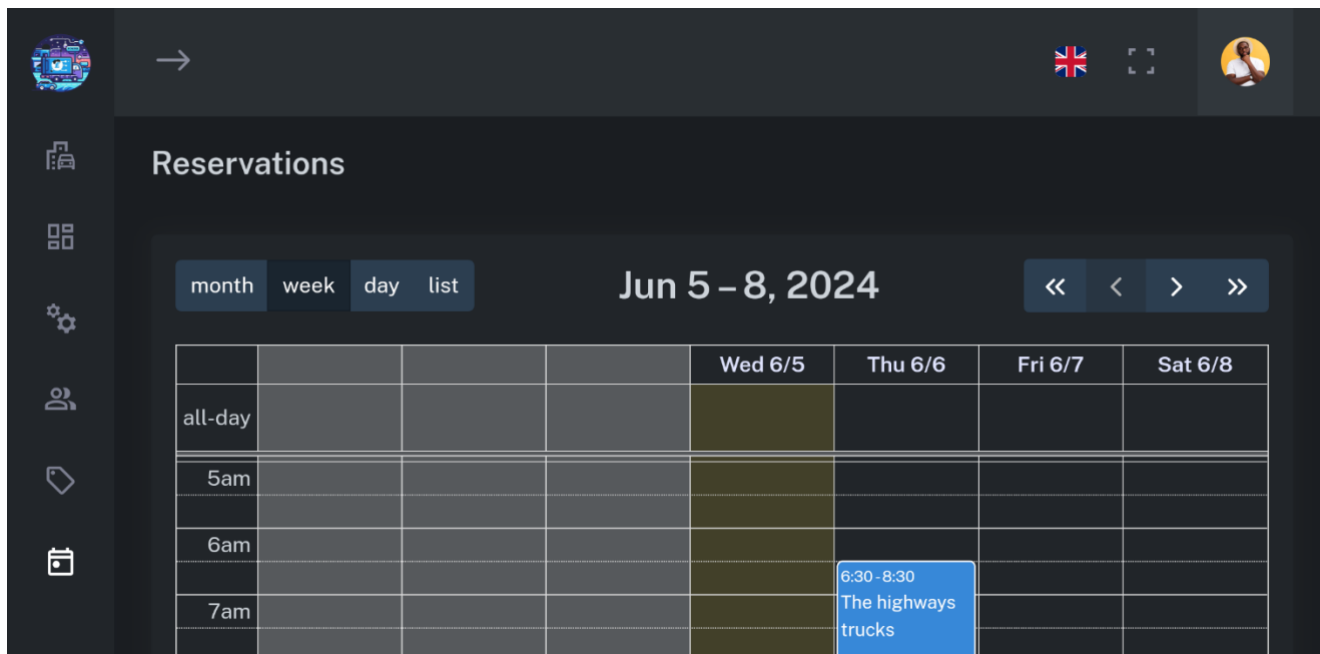 Reservations
month week day list
Jun 5 – 8, 2024
Wed 6/5 Thu 6/6 Fri 6/7 Sat 6/8
all-day
5am
6am
6:30 - 8:30
The highways
7am
trucks